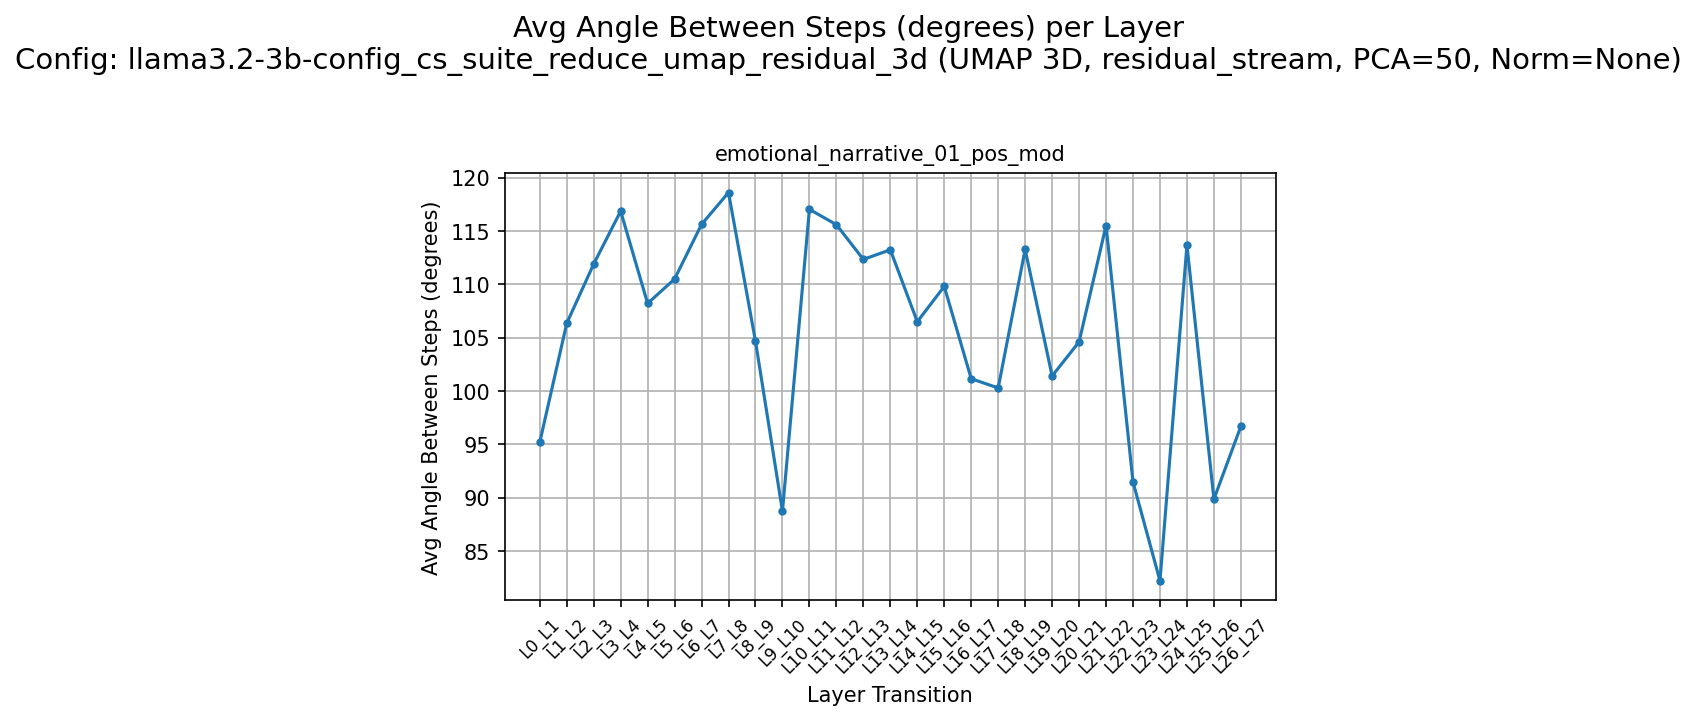 Avg Angle Between Steps (degrees) per Layer
Config: llama3.2-3b-config_cs_suite_reduce_umap_residual_3d (UMAP 3D, residual_stream, PCA=50, Norm=None)
emotional_narrative_01_pos_mod
Avg Angle Between Steps (degrees)
120
115
110
105
100
95
90
85
L0_L1
L1_L2
L2_L3
L3_L4
L4_L5
L5_L6
L6_L7
L7_L8
L8_L9
L9_L10
L10_L11
L11_L12
L12_L13
L13_L14
L14_L15
L15_L16
L16_L17
L17_L18
L18_L19
L19_L20
L20_L21
L21_L22
L22_L23
L23_L24
L24_L25
L25_L26
L26_L27
Layer Transition